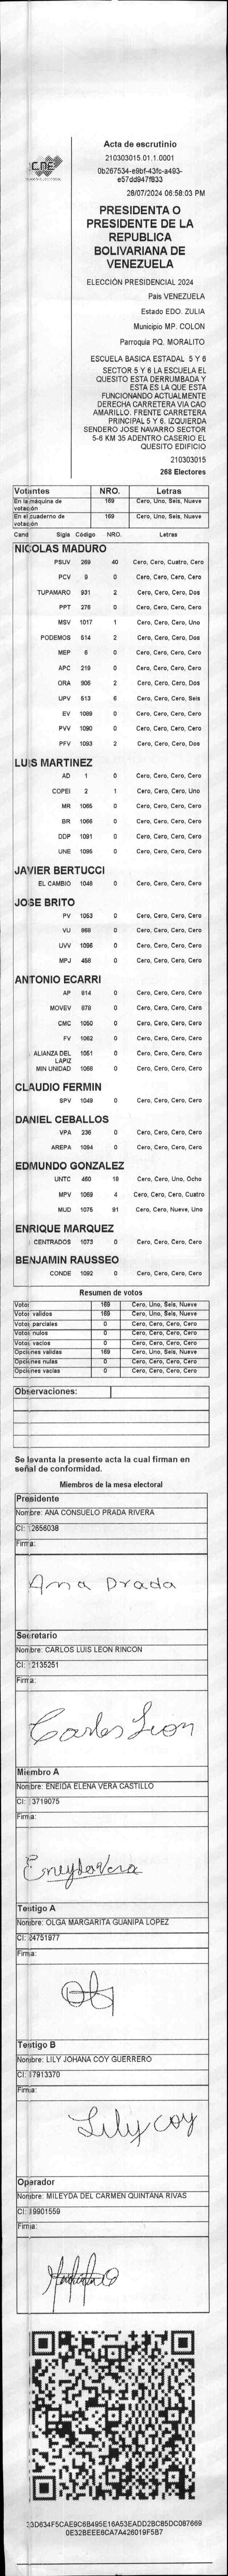 CNE
Acta de escrutinio
210303015.01.1.0001
0b267534-e9bf-43fc-a493-
e57dd947f833
28/07/2024 06:58:03 PM
PRESIDENTA O
PRESIDENTE DE LA
REPUBLICA
BOLIVARIANA DE
VENEZUELA
ELECCIÓN PRESIDENCIAL 2024
Pais VENEZUELA
Estado EDO. ZULIA
Municipio MP. COLON
Parroquia PQ. MORALITO
ESCUELA BASICA ESTADAL 5 Y 6
SECTOR 5 Y 6 LA ESCUELA EL
QUESITO ESTA DERRUMBADA Y
ESTA ES LA QUE ESTA
FUNCIONANDO ACTUALMENTE
DERECHA CARRETERA VIA CAO
AMARILLO. FRENTE CARRETERA
PRINCIPAL 5 Y 6. IZQUIERDA
SENDERO JOSE NAVARRO SECTOR
5-6 KM 35 ADENTRO CASERIO EL
QUESITO EDIFICIO
210303015
268 Electores
Votantes NRO. Letras
En la máquina de votación 169 Cero, Uno, Seis, Nueve
En el cuaderno de votación 169 Cero, Uno, Seis, Nueve
Cand Sigla Código NRO. Letras
NICOLAS MADURO
PSUV 269 40 Cero, Cero, Cuatro, Cero
PCV 9 0 Cero, Cero, Cero, Cero
TUPAMARO 931 2 Cero, Cero, Cero, Dos
PPT 276 0 Cero, Cero, Cero, Cero
MSV 1017 1 Cero, Cero, Cero, Uno
PODEMOS 514 2 Cero, Cero, Cero, Dos
MEP 6 0 Cero, Cero, Cero, Cero
APC 219 0 Cero, Cero, Cero, Cero
ORA 906 2 Cero, Cero, Cero, Dos
UPV 513 6 Cero, Cero, Cero, Seis
EV 1089 0 Cero, Cero, Cero, Cero
PVV 1090 0 Cero, Cero, Cero, Cero
PFV 1093 2 Cero, Cero, Cero, Dos
LUIS MARTINEZ
AD 1 0 Cero, Cero, Cero, Cero
COPEI 2 1 Cero, Cero, Cero, Uno
MR 1065 0 Cero, Cero, Cero, Cero
BR 1066 0 Cero, Cero, Cero, Cero
DDP 1091 0 Cero, Cero, Cero, Cero
UNE 1095 0 Cero, Cero, Cero, Cero
JAVIER BERTUCCI
EL CAMBIO 1048 0 Cero, Cero, Cero, Cero
JOSE BRITO
PV 1053 0 Cero, Cero, Cero, Cero
VU 868 0 Cero, Cero, Cero, Cero
UVV 1096 0 Cero, Cero, Cero, Cero
MPJ 458 0 Cero, Cero, Cero, Cero
ANTONIO ECARRI
AP 914 0 Cero, Cero, Cero, Cero
MOVEV 878 0 Cero, Cero, Cero, Cero
CMC 1050 0 Cero, Cero, Cero, Cero
FV 1062 0 Cero, Cero, Cero, Cero
ALIANZA DEL LAPIZ 1051 0 Cero, Cero, Cero, Cero
MIN UNIDAD 1068 0 Cero, Cero, Cero, Cero
CLAUDIO FERMIN
SPV 1049 0 Cero, Cero, Cero, Cero
DANIEL CEBALLOS
VPA 236 0 Cero, Cero, Cero, Cero
AREPA 1094 0 Cero, Cero, Cero, Cero
EDMUNDO GONZALEZ
UNTC 460 18 Cero, Cero, Uno, Ocho
MPV 1069 4 Cero, Cero, Cero, Cuatro
MUD 1076 91 Cero, Cero, Nueve, Uno
ENRIQUE MARQUEZ
CENTRADOS 1073 0 Cero, Cero, Cero, Cero
BENJAMIN RAUSSEO
CONDE 1092 0 Cero, Cero, Cero, Cero
Resumen de votos
Votos 169 Cero, Uno, Seis, Nueve
Votos validos 169 Cero, Uno, Seis, Nueve
Votos parciales 0 Cero, Cero, Cero, Cero
Votos nulos 0 Cero, Cero, Cero, Cero
Votos vacios 0 Cero, Cero, Cero, Cero
Opciones validas 169 Cero, Uno, Seis, Nueve
Opciones nulas 0 Cero, Cero, Cero, Cero
Opciones vacias 0 Cero, Cero, Cero, Cero
Observaciones:
Se levanta la presente acta la cual firman en
señal de conformidad.
Miembros de la mesa electoral
Presidente
Nombre: ANA CONSUELO PRADA RIVERA
CI: 12656038
Firma:
Ana Prada
Secretario
Nombre: CARLOS LUIS LEON RINCON
CI: 12135251
Firma:
Carlos Leon
Miembro A
Nombre: ENEIDA ELENA VERA CASTILLO
CI: 13719075
Firma:
Eneyda Vera
Testigo A
Nombre: OLGA MARGARITA GUANIPA LOPEZ
CI: 24751977
Firma:
Testigo B
Nombre: LILY JOHANA COY GUERRERO
CI: 17913370
Firma:
Lily coy
Operador
Nombre: MILEYDA DEL CARMEN QUINTANA RIVAS
CI: 19901559
Firma:
33D634F5CAE9C6B495E16A53EADD2BC85DC087669
0E32BEEE6CA7A426019F5B7